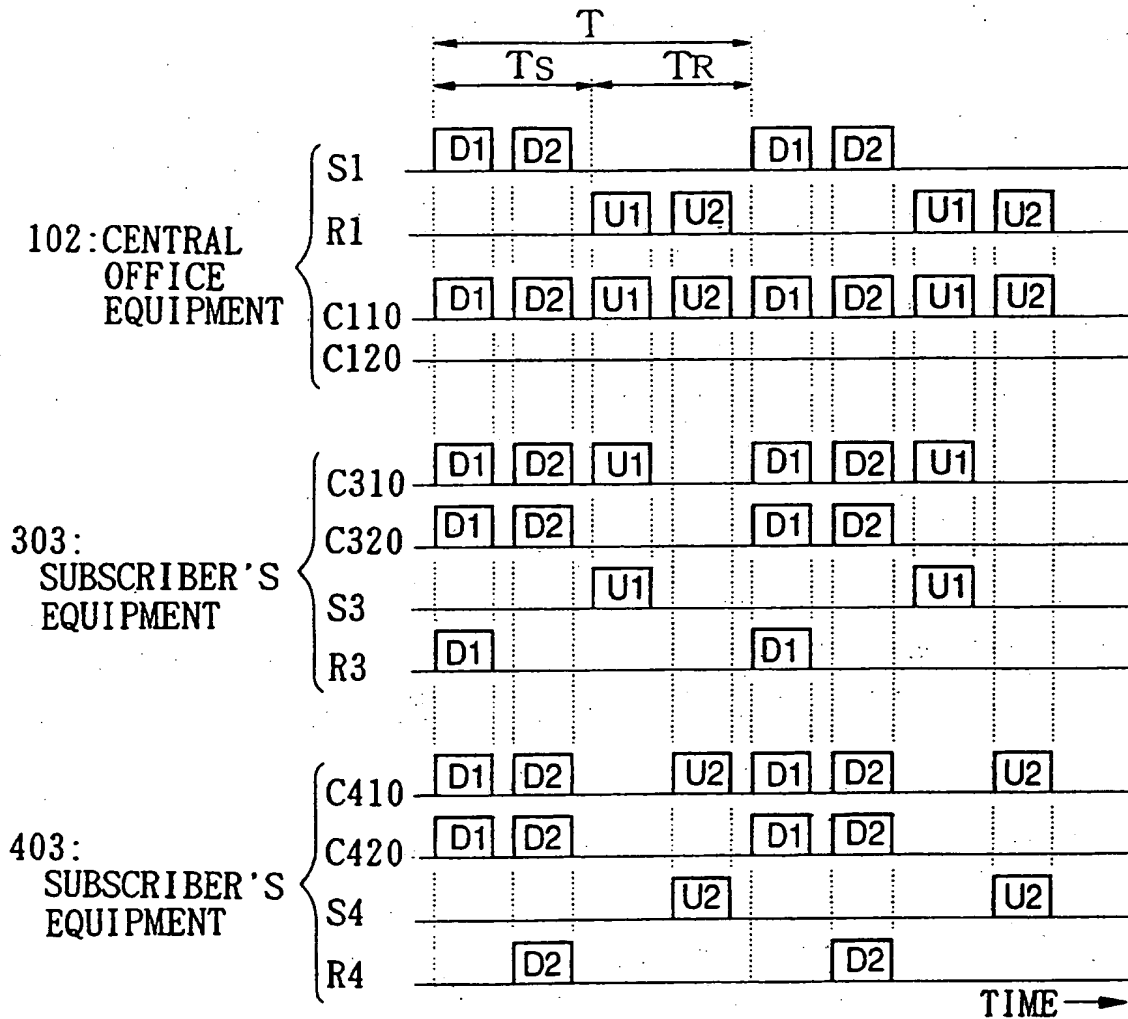 T
TS TR
S1 D1 D2 D1 D2
R1 U1 U2 U1 U2
102:CENTRAL
OFFICE
EQUIPMENT
C110 D1 D2 U1 U2 D1 D2 U1 U2
C120
C310 D1 D2 U1 D1 D2 U1
303:
SUBSCRIBER'S
EQUIPMENT
C320 D1 D2 D1 D2
S3 U1 U1
R3 D1 D1
C410 D1 D2 U2 D1 D2 U2
403:
SUBSCRIBER'S
EQUIPMENT
C420 D1 D2 D1 D2
S4 U2 U2
R4 D2 D2
TIME